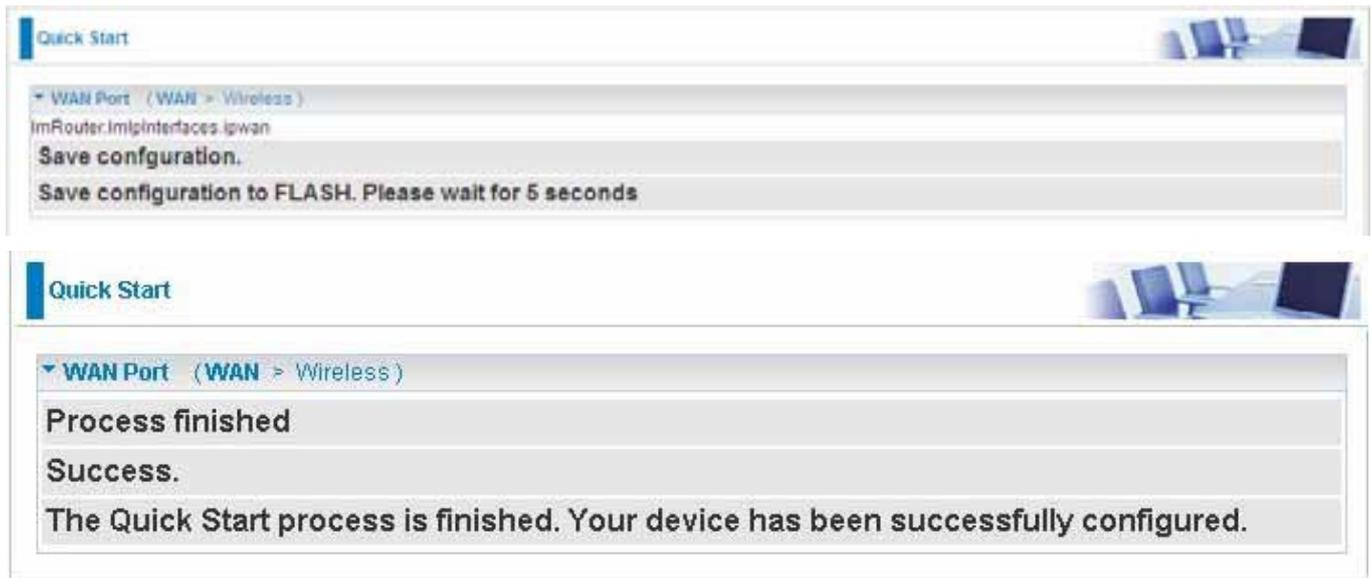 Quick Start
WAN Port (WAN > Wireless)
ImRouter.ImIpInterfaces.ipwan
Save confguration.
Save configuration to FLASH. Please wait for 5 seconds
Quick Start
WAN Port (WAN > Wireless)
Process finished
Success.
The Quick Start process is finished. Your device has been successfully configured.